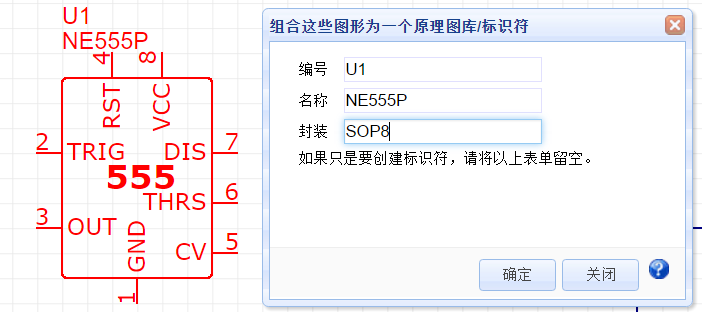 U1
NE555P
4
8
RST
VCC
2
TRIG
DIS
7
555
THRS
6
3
OUT
GND
CV
5
1
组合这些图形为一个原理图库/标识符
编号 U1
名称 NE555P
封装 SOP8
如果只是要创建标识符，请将以上表单留空。
确定
关闭
?